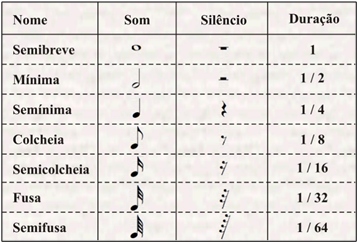 Nome Som Silêncio Duração
Semibreve 1
Mínima 1 / 2
Semínima 1 / 4
Colcheia 1 / 8
Semicolcheia 1 / 16
Fusa 1 / 32
Semifusa 1 / 64